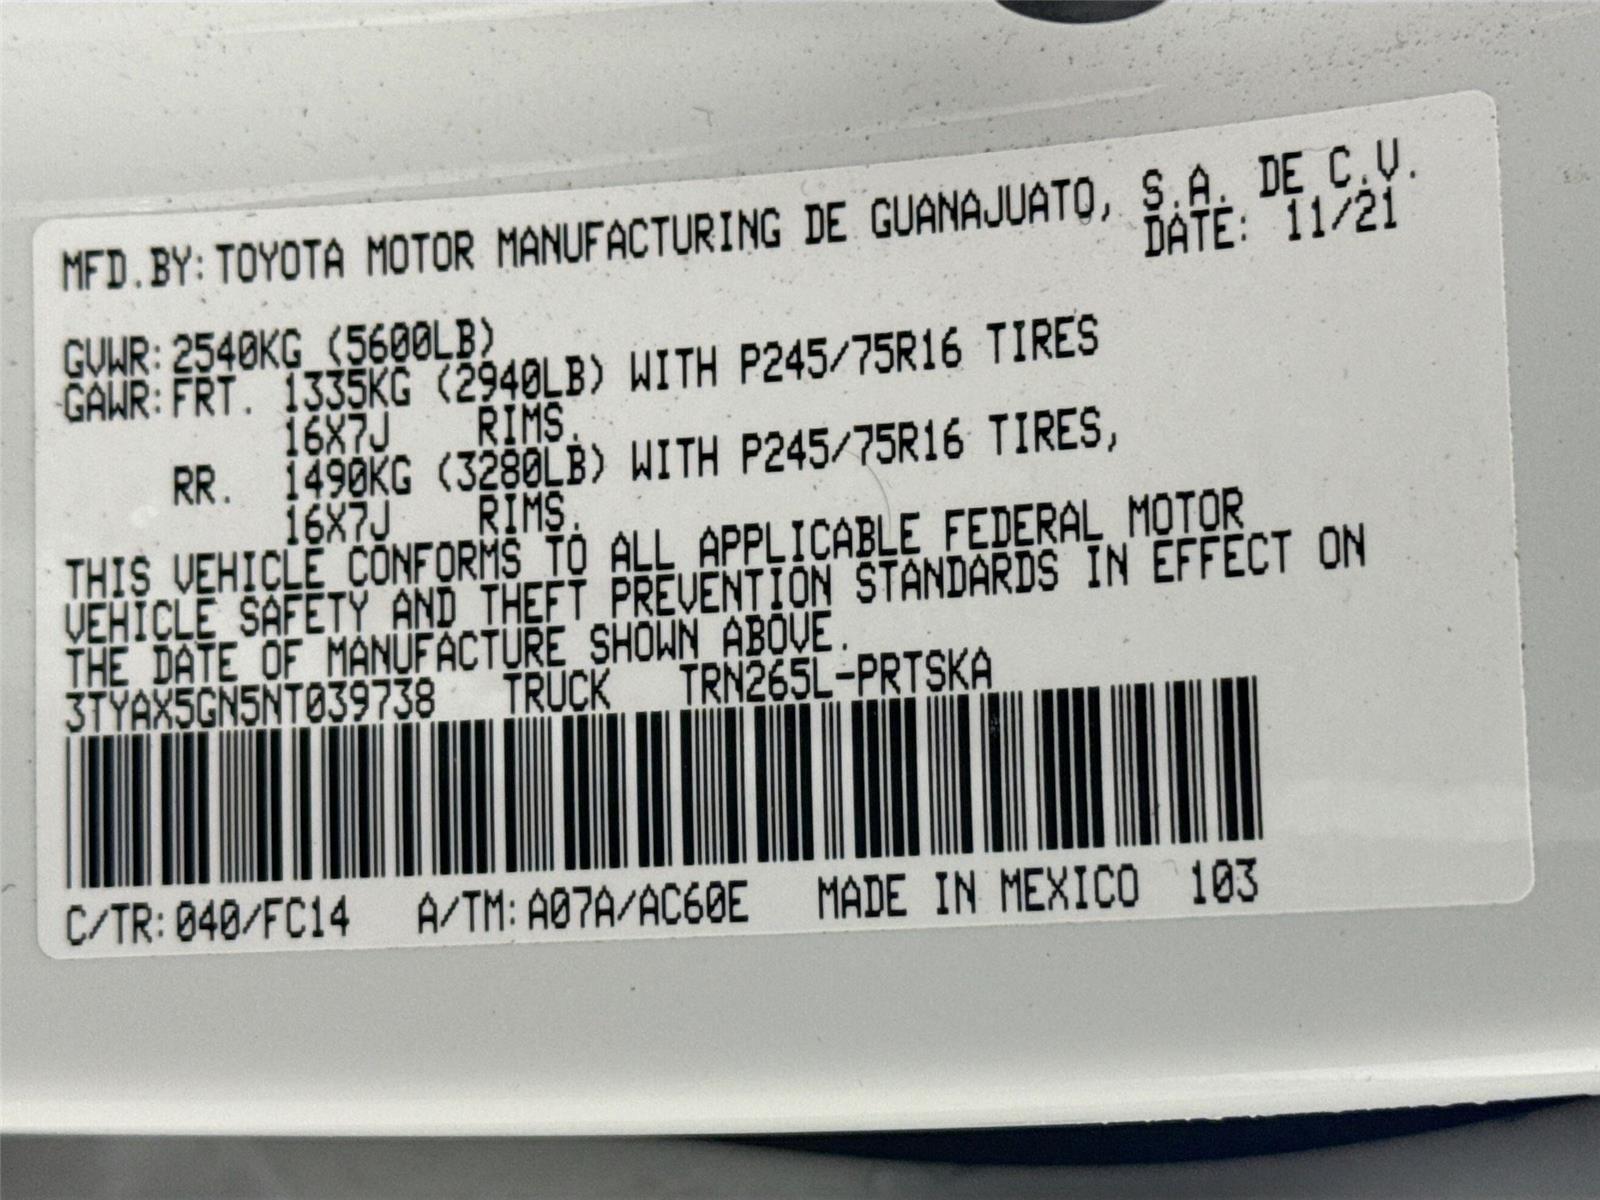 MFD.BY:TOYOTA MOTOR MANUFACTURING DE GUANAJUATO, S.A. DE C.V.
DATE: 11/21
GVWR:2540KG (5600LB)
GAWR:FRT. 1335KG (2940LB) WITH P245/75R16 TIRES
16X7J RIMS.
RR. 1490KG (3280LB) WITH P245/75R16 TIRES,
16X7J RIMS.
THIS VEHICLE CONFORMS TO ALL APPLICABLE FEDERAL MOTOR
VEHICLE SAFETY AND THEFT PREVENTION STANDARDS IN EFFECT ON
THE DATE OF MANUFACTURE SHOWN ABOVE.
3TYAX5GN5NT039738 TRUCK TRN265L-PRTSKA
C/TR:040/FC14 A/TM:A07A/AC60E MADE IN MEXICO 103